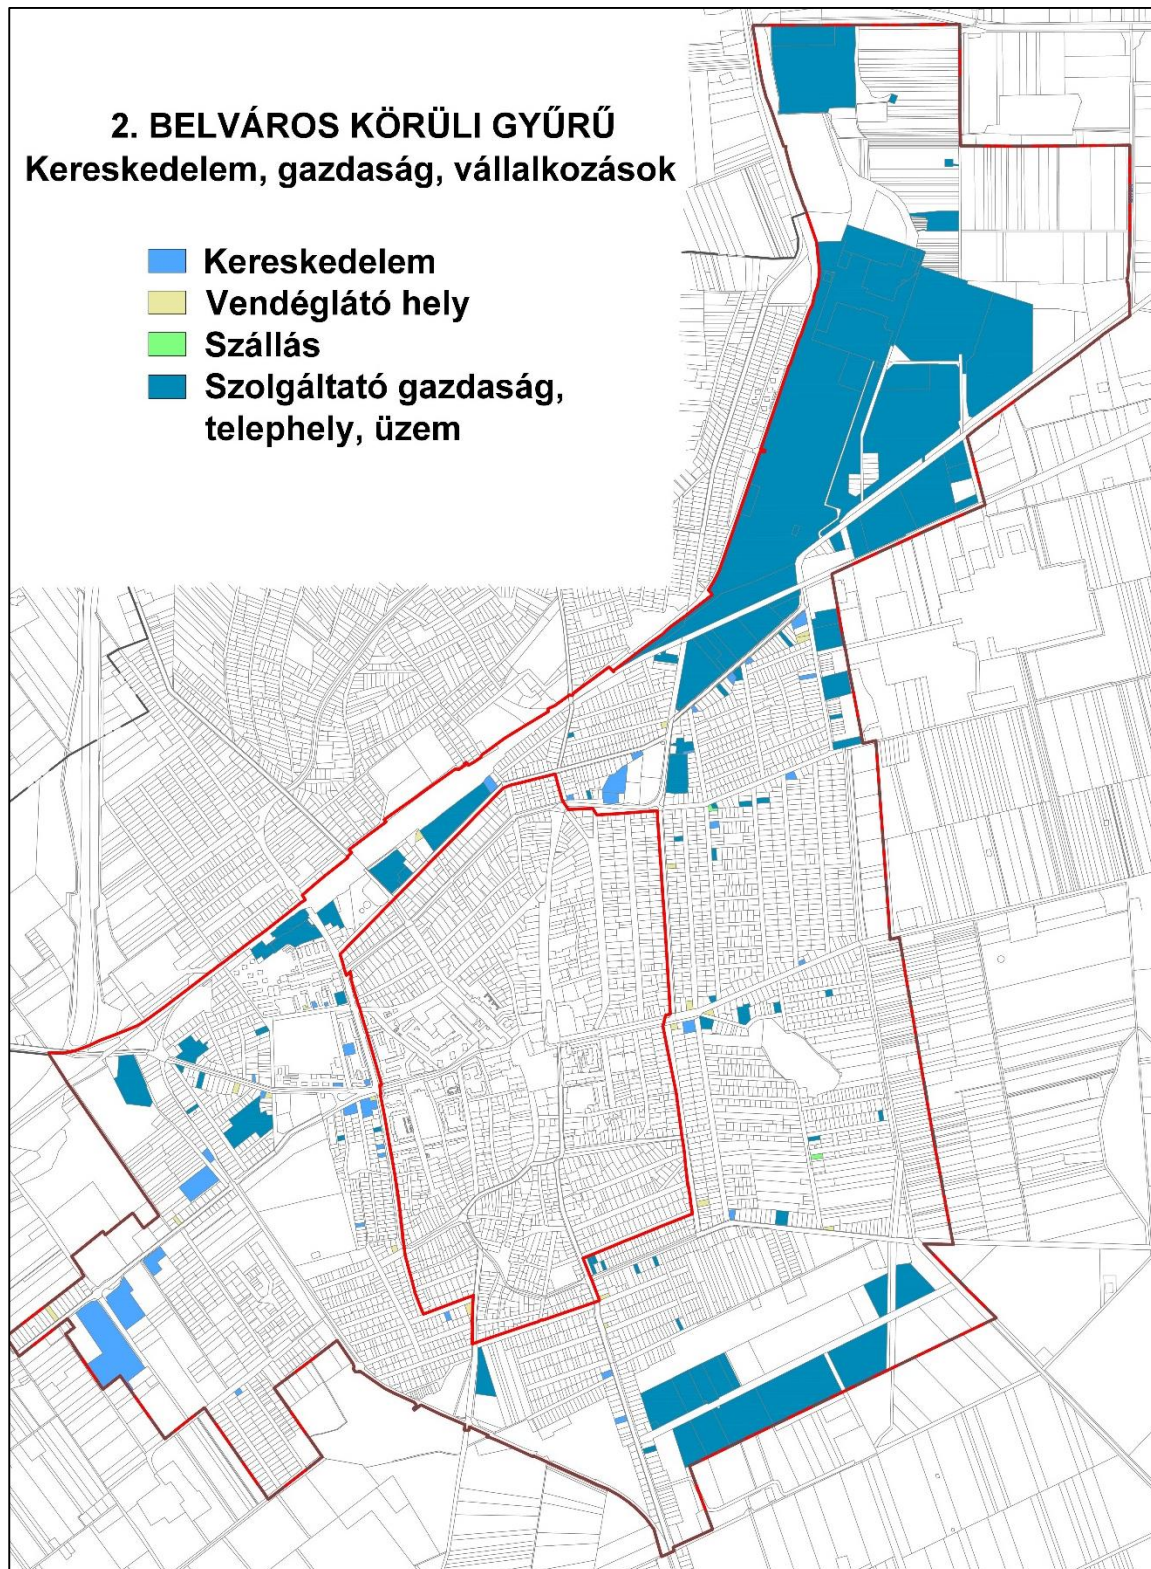 2. BELVÁROS KÖRÜLI GYŰRŰ
Kereskedelem, gazdaság, vállalkozások
Kereskedelem
Vendéglátó hely
Szállás
Szolgáltató gazdaság,
telephely, üzem